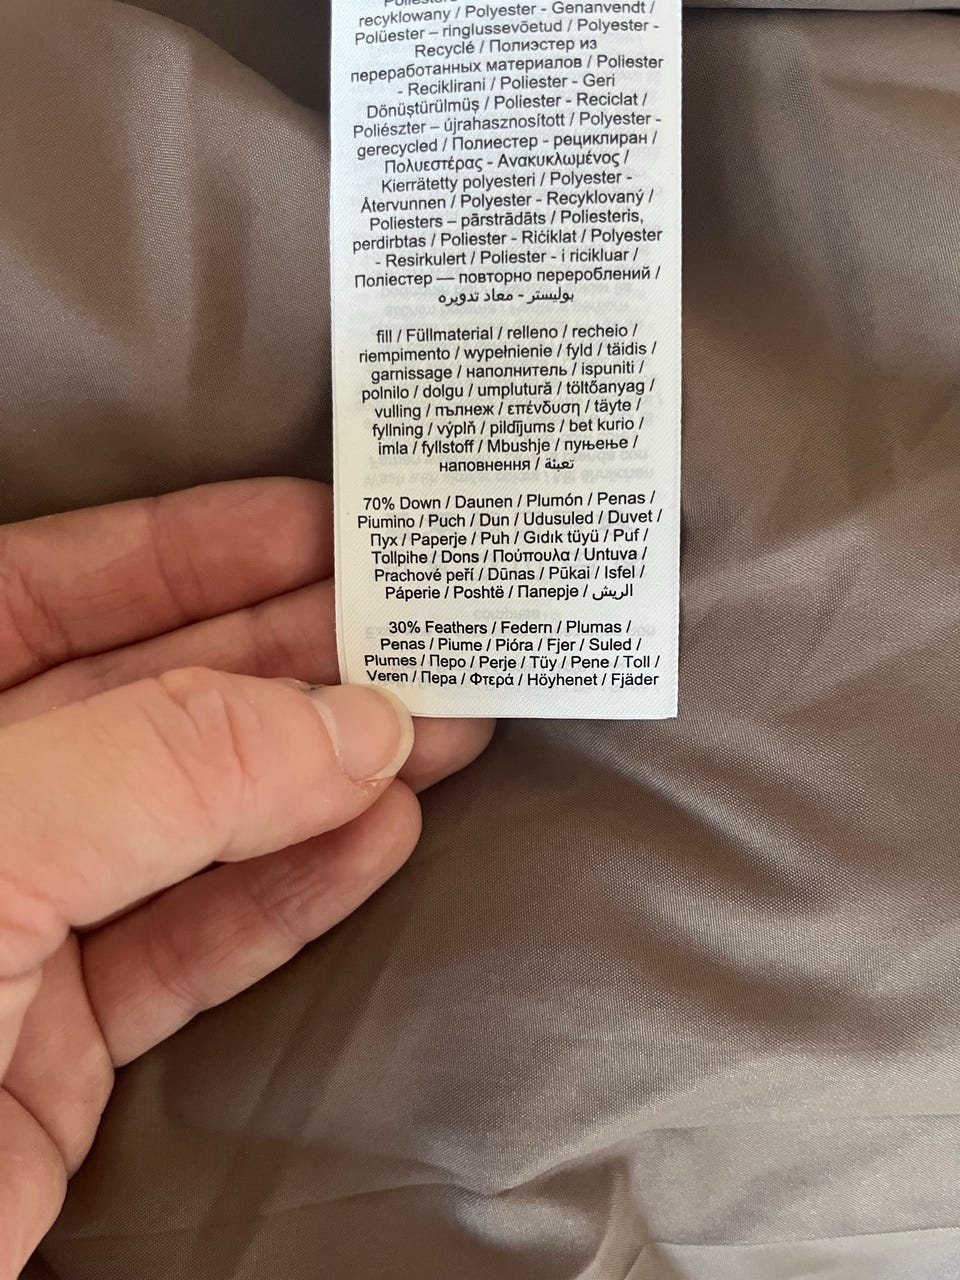 Poliester -
recyklowany / Polyester - Genanvendt /
Polüester – ringlussevõetud / Polyester -
Recyclé / Полиэстер из
переработанных материалов / Poliester
- Reciklirani / Poliester - Geri
Dönüştürülmüş / Poliester - Reciclat /
Poliészter – újrahasznosított / Polyester -
gerecycled / Полиестер - рециклиран /
Πολυεστέρας - Ανακυκλωμένος /
Kierrätetty polyesteri / Polyester -
Återvunnen / Polyester - Recyklovaný /
Poliesters – pārstrādāts / Poliesteris,
perdirbtas / Poliester - Riċiklat / Polyester
- Resirkulert / Poliester - i ricikluar /
Поліестер — повторно перероблений /
بوليستر - معاد تدويره
fill / Füllmaterial / relleno / recheio /
riempimento / wypełnienie / fyld / täidis /
garnissage / наполнитель / ispuniti /
polnilo / dolgu / umplutură / töltőanyag /
vulling / пълнеж / επένδυση / täyte /
fyllning / výplň / pildījums / bet kurio /
imla / fyllstoff / Mbushje / пуњење /
наповнення / تعبئة
70% Down / Daunen / Plumón / Penas /
Piumino / Puch / Dun / Udusuled / Duvet /
Пух / Paperje / Puh / Gıdık tüyü / Puf /
Tollpihe / Dons / Πούπουλα / Untuva /
Prachové peří / Dūnas / Pūkai / Isfel /
Páperie / Poshtë / Паперје / الريش
30% Feathers / Federn / Plumas /
Penas / Piume / Pióra / Fjer / Suled /
Plumes / Перо / Perje / Tüy / Pene / Toll /
Veren / Пера / Φτερά / Höyhenet / Fjäder